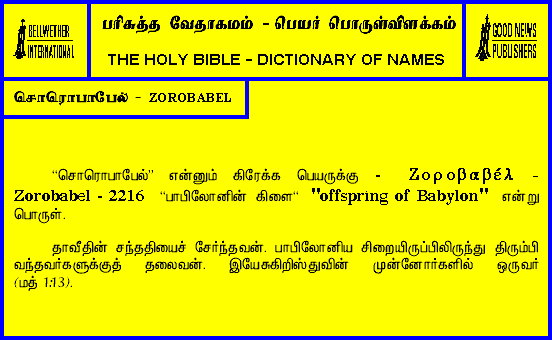 BELLWETHER
INTERNATIONAL
பரிசுத்த வேதாகமம் - பெயர் பொருள்விளக்கம்
THE HOLY BIBLE - DICTIONARY OF NAMES
GOOD NEWS
PUBLISHERS
சொரொபாபேல் - ZOROBABEL
“சொரொபாபேல்” என்னும் கிரேக்க பெயருக்கு - Ζοροβαβέλ -
Zorobabel - 2216 “பாபிலோனின் கிளை“ "offspring of Babylon" என்று
பொருள்.
தாவீதின் சந்ததியைச் சேர்ந்தவன். பாபிலோனிய சிறையிருப்பிலிருந்து திரும்பி
வந்தவர்களுக்குத் தலைவன். இயேசுகிறிஸ்துவின் முன்னோர்களில் ஒருவர்
(மத் 1:13).